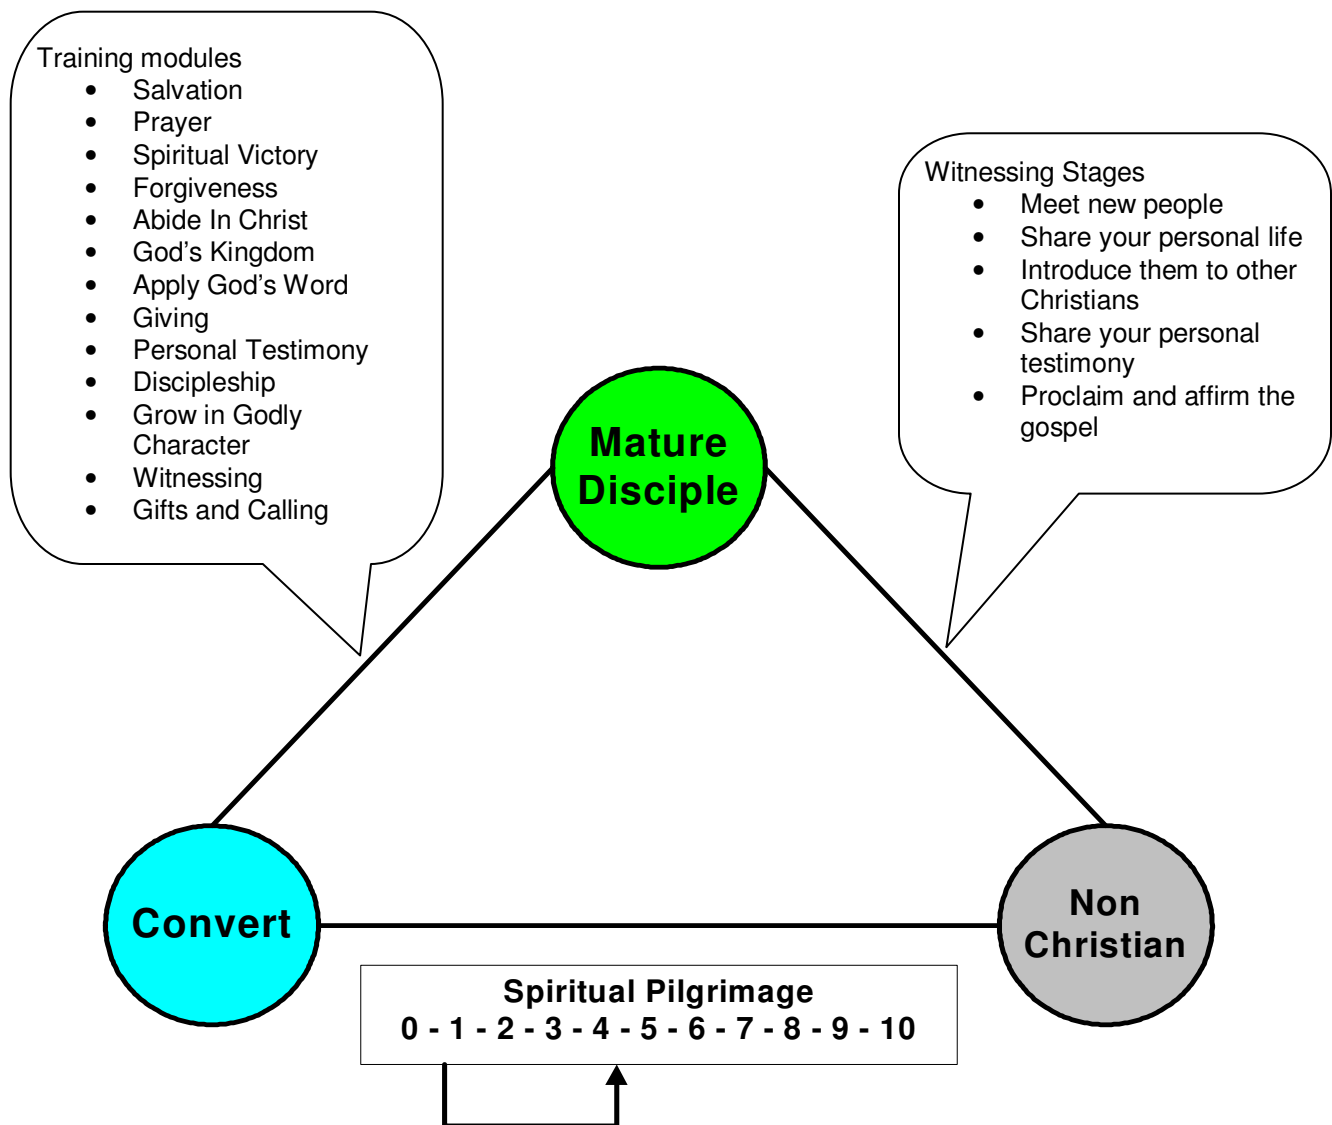 Training modules
• Salvation
• Prayer
• Spiritual Victory
• Forgiveness
• Abide In Christ
• God's Kingdom
• Apply God's Word
• Giving
• Personal Testimony
• Discipleship
• Grow in Godly
Character
• Witnessing
• Gifts and Calling
Witnessing Stages
• Meet new people
• Share your personal life
• Introduce them to other
Christians
• Share your personal
testimony
• Proclaim and affirm the
gospel
Mature
Disciple
Convert
Non
Christian
Spiritual Pilgrimage
0 - 1 - 2 - 3 - 4 - 5 - 6 - 7 - 8 - 9 - 10